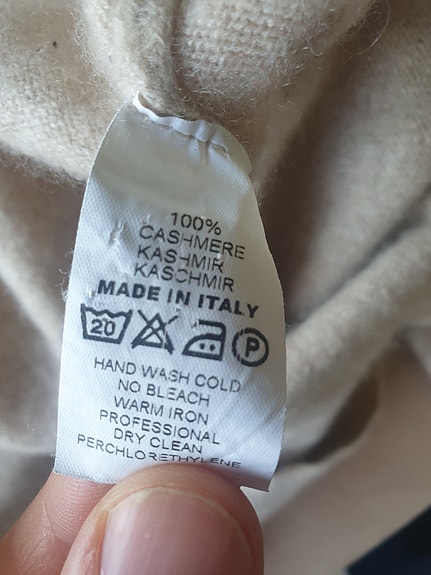 100%
CASHMERE
KASHMIR
KASCHMIR
MADE IN ITALY
20 P
HAND WASH COLD
NO BLEACH
WARM IRON
PROFESSIONAL
DRY CLEAN
PERCHLORETHYLENE